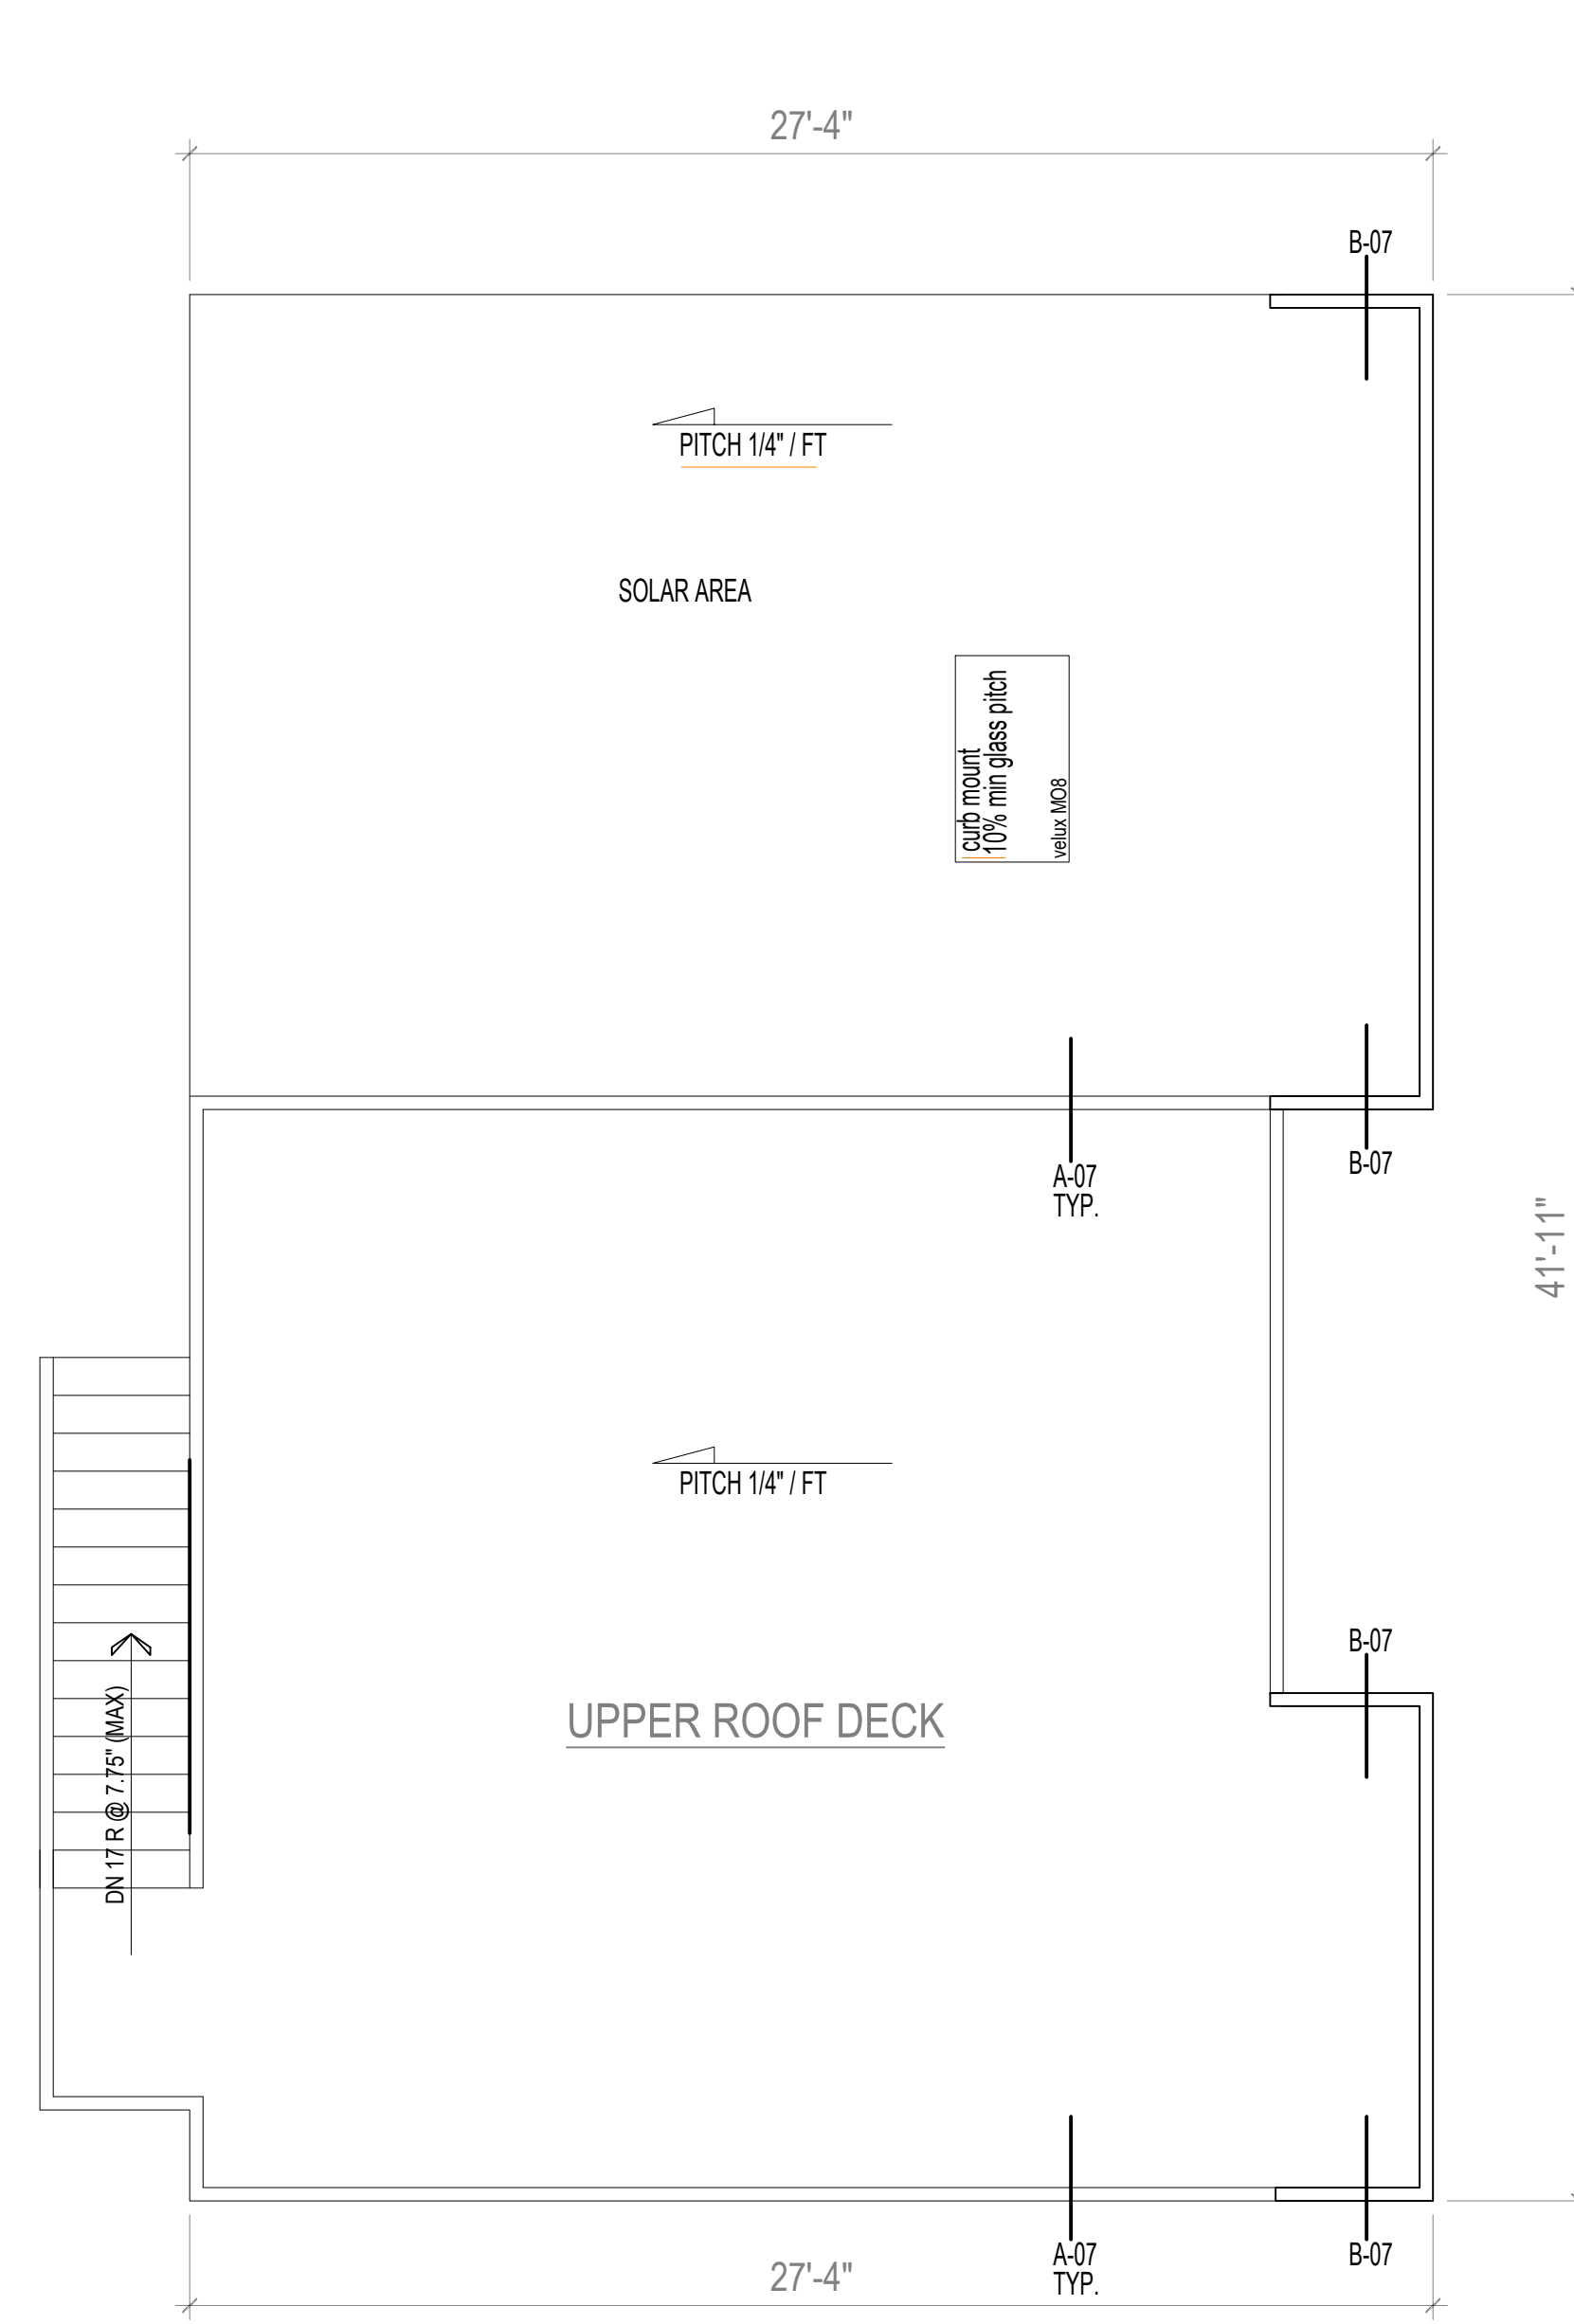 27'-4"
B-07
PITCH 1/4" / FT
SOLAR AREA
curb mount
10% min glass pitch
velux MO8
A-07
TYP.
B-07
41'-11"
PITCH 1/4" / FT
B-07
DN 17 R @ 7.75" (MAX)
UPPER ROOF DECK
A-07
TYP.
B-07
27'-4"